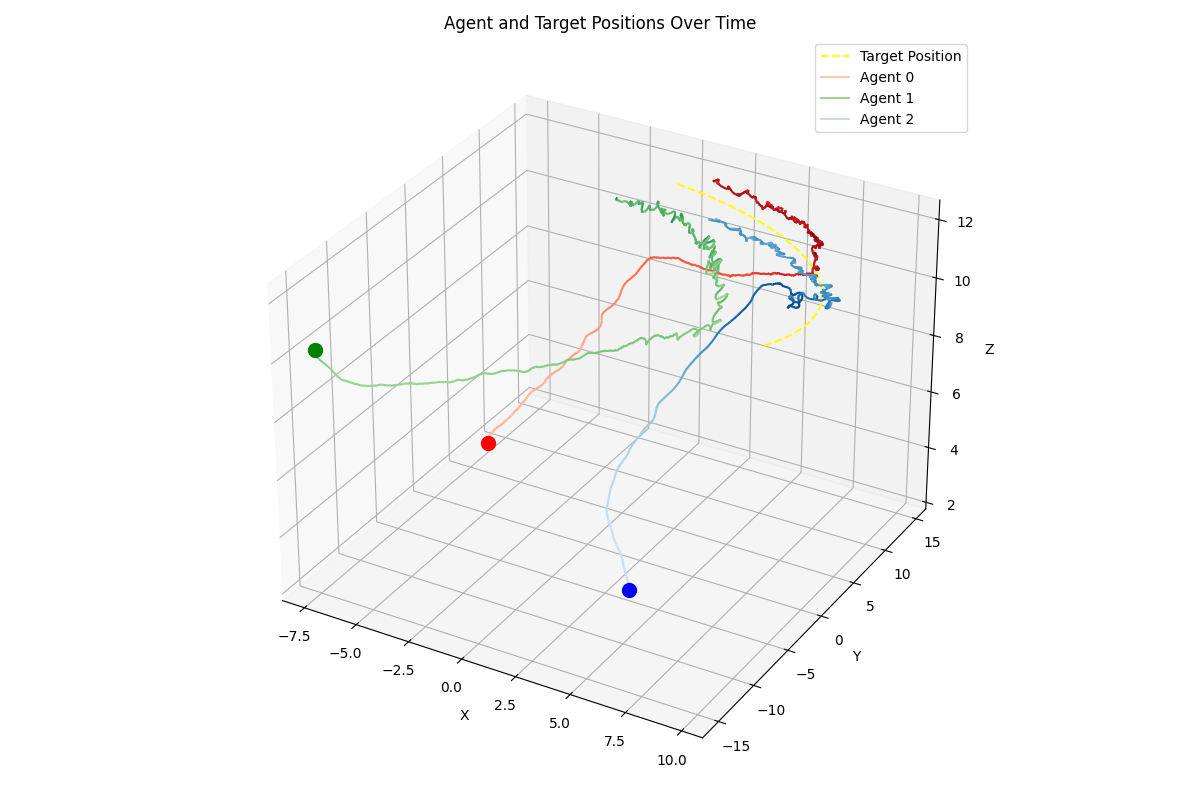 Agent and Target Positions Over Time
Target Position
Agent 0
Agent 1
Agent 2
12
10
8
6
4
2
Z
15
10
5
0
−5
−10
−15
Y
−7.5
−5.0
−2.5
0.0
2.5
5.0
7.5
10.0
X